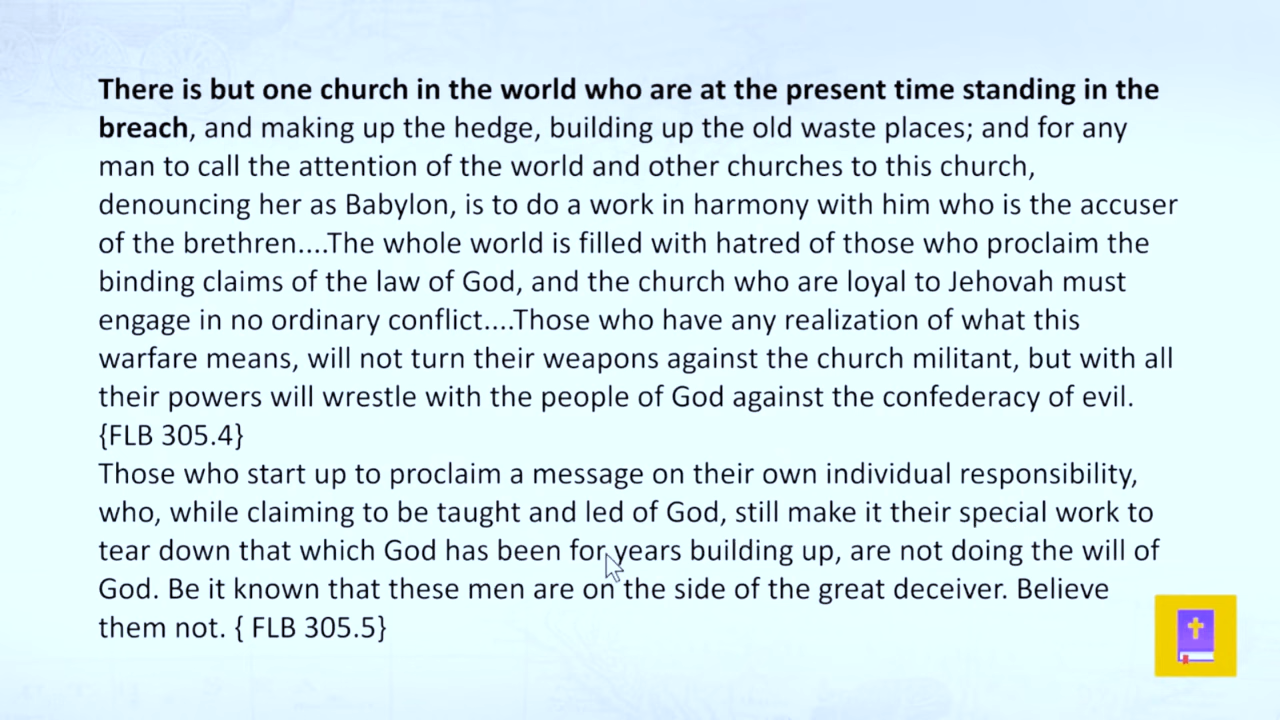 There is but one church in the world who are at the present time standing in the
breach, and making up the hedge, building up the old waste places; and for any
man to call the attention of the world and other churches to this church,
denouncing her as Babylon, is to do a work in harmony with him who is the accuser
of the brethren....The whole world is filled with hatred of those who proclaim the
binding claims of the law of God, and the church who are loyal to Jehovah must
engage in no ordinary conflict....Those who have any realization of what this
warfare means, will not turn their weapons against the church militant, but with all
their powers will wrestle with the people of God against the confederacy of evil.
{FLB 305.4}
Those who start up to proclaim a message on their own individual responsibility,
who, while claiming to be taught and led of God, still make it their special work to
tear down that which God has been for years building up, are not doing the will of
God. Be it known that these men are on the side of the great deceiver. Believe
them not. { FLB 305.5}